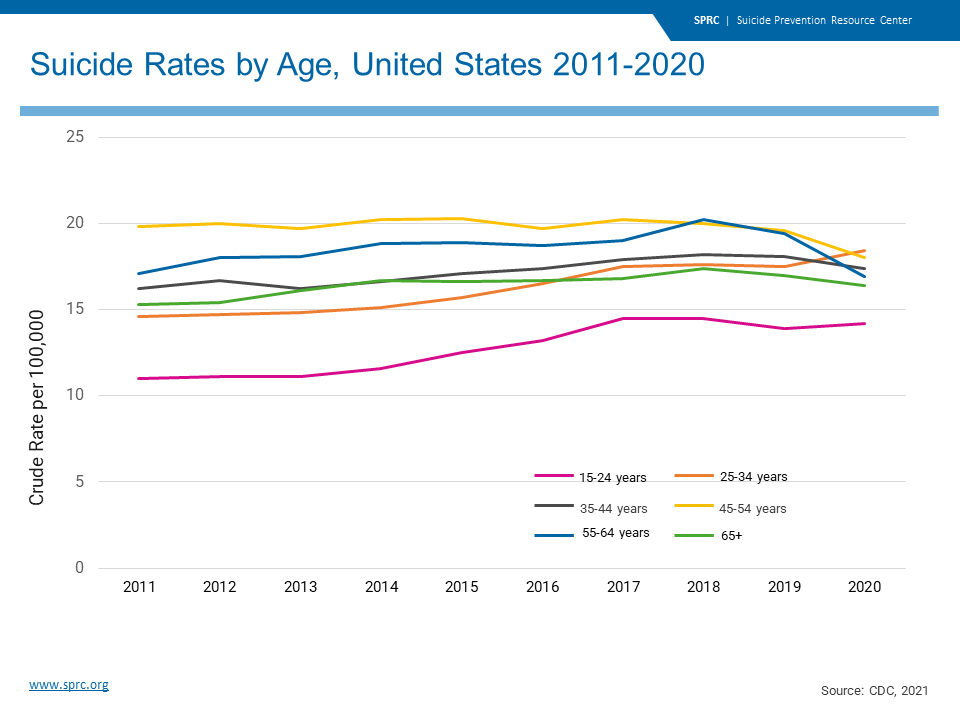 SPRC | Suicide Prevention Resource Center
Suicide Rates by Age, United States 2011-2020
25
20
15
10
5
0
Crude Rate per 100,000
15-24 years
25-34 years
35-44 years
45-54 years
55-64 years
65+
2011 2012 2013 2014 2015 2016 2017 2018 2019 2020
www.sprc.org
Source: CDC, 2021